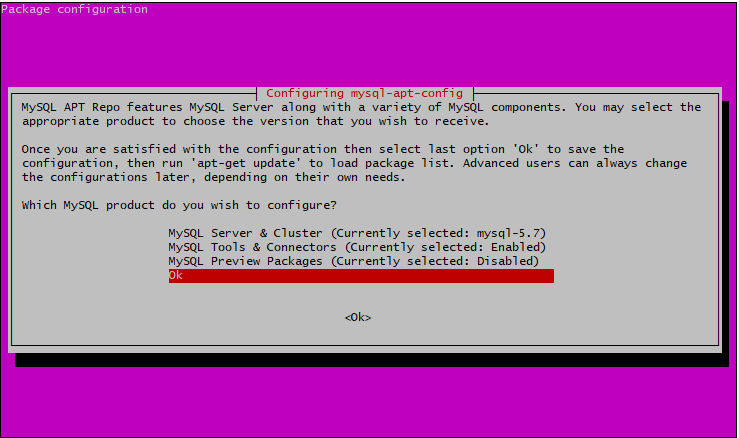 Package configuration
Configuring mysql-apt-config
MySQL APT Repo features MySQL Server along with a variety of MySQL components. You may select the
appropriate product to choose the version that you wish to receive.
Once you are satisfied with the configuration then select last option 'Ok' to save the
configuration, then run 'apt-get update' to load package list. Advanced users can always change
the configurations later, depending on their own needs.
Which MySQL product do you wish to configure?
MySQL Server & Cluster (Currently selected: mysql-5.7)
MySQL Tools & Connectors (Currently selected: Enabled)
MySQL Preview Packages (Currently selected: Disabled)
Ok
<Ok>